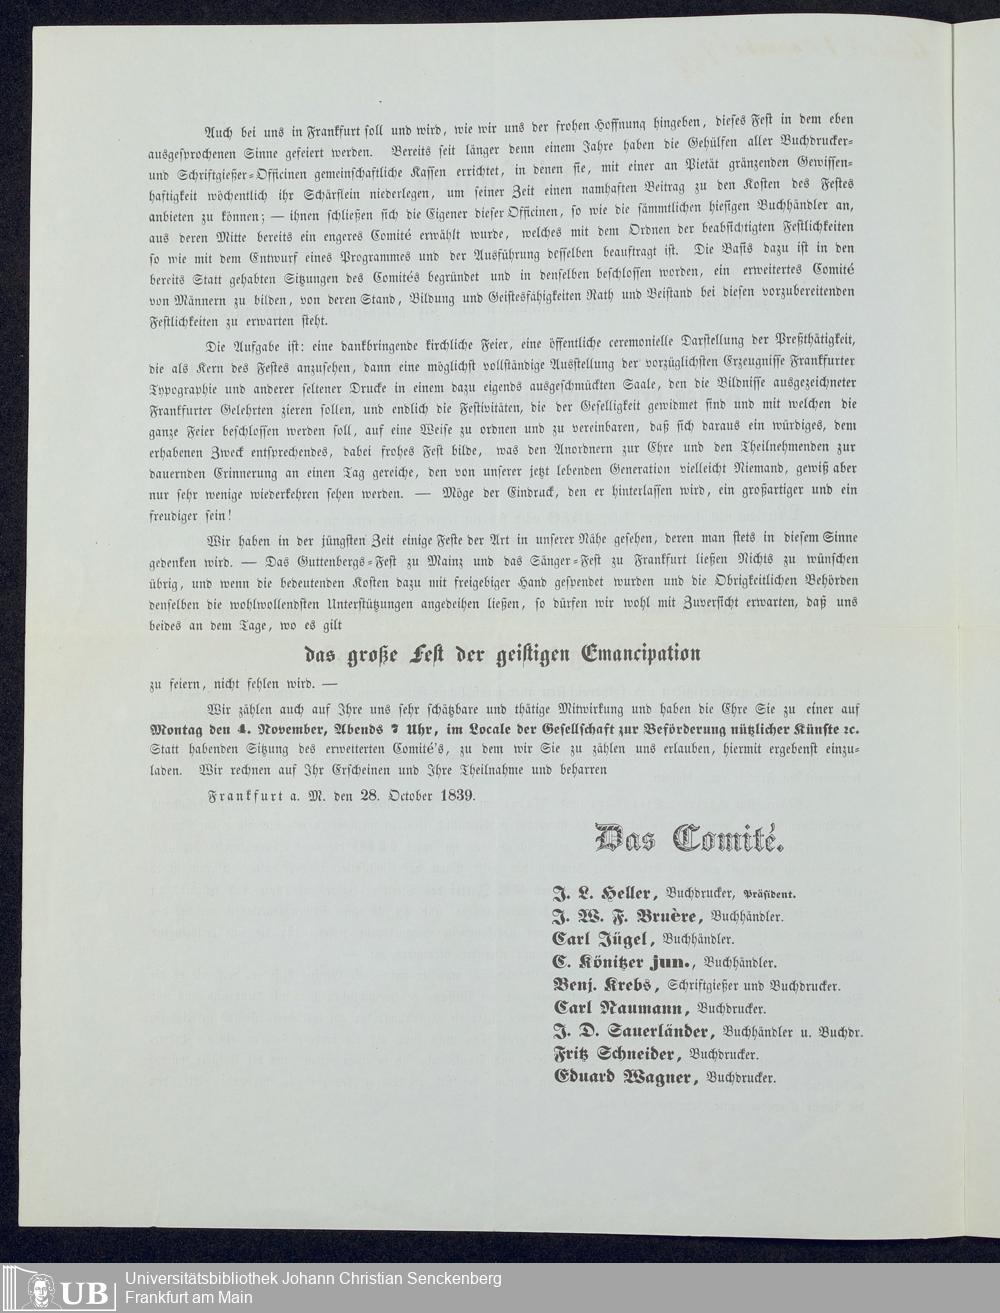 Auch bei uns in Frankfurt soll und wird, wie wir uns der frohen Hoffnung hingeben, dieses Fest in dem eben
ausgesprochenen Sinne gefeiert werden. Bereits seit länger denn einem Jahre haben die Gehülfen aller Buchdrucker-
und Schriftgießer-Officinen gemeinschaftliche Kassen errichtet, in denen sie, mit einer an Pietät gränzenden Gewissen-
haftigkeit wöchentlich ihr Schärflein niederlegen, um seiner Zeit einen namhaften Beitrag zu den Kosten des Festes
anbieten zu können; — ihnen schließen sich die Eigener dieser Officinen, so wie die sämmtlichen hiesigen Buchhändler an,
aus deren Mitte bereits ein engeres Comité erwählt wurde, welches mit dem Ordnen der beabsichtigten Festlichkeiten
so wie mit dem Entwurf eines Programmes und der Ausführung desselben beauftragt ist. Die Basis dazu ist in den
bereits Statt gehabten Sitzungen des Comités begründet und in denselben beschlossen worden, ein erweitertes Comité
von Männern zu bilden, von deren Stand, Bildung und Geistesfähigkeiten Rath und Beistand bei diesen vorzubereitenden
Festlichkeiten zu erwarten steht.
Die Aufgabe ist: eine dankbringende kirchliche Feier, eine öffentliche ceremonielle Darstellung der Preßthätigkeit,
die als Kern des Festes anzusehen, dann eine möglichst vollständige Ausstellung der vorzüglichsten Erzeugnisse Frankfurter
Typographie und anderer seltener Drucke in einem dazu eigends ausgeschmückten Saale, den die Bildnisse ausgezeichneter
Frankfurter Gelehrten zieren sollen, und endlich die Festivitäten, die der Geselligkeit gewidmet sind und mit welchen die
ganze Feier beschlossen werden soll, auf eine Weise zu ordnen und zu vereinbaren, daß sich daraus ein würdiges, dem
erhabenen Zweck entsprechendes, dabei frohes Fest bilde, was den Anordnern zur Ehre und den Theilnehmenden zur
dauernden Erinnerung an einen Tag gereiche, den von unserer jetzt lebenden Generation vielleicht Niemand, gewiß aber
nur sehr wenige wiederkehren sehen werden. — Möge der Eindruck, den er hinterlassen wird, ein großartiger und ein
freudiger sein!
Wir haben in der jüngsten Zeit einige Feste der Art in unserer Nähe gesehen, deren man stets in diesem Sinne
gedenken wird. — Das Guttenbergs-Fest zu Mainz und das Sänger-Fest zu Frankfurt ließen Nichts zu wünschen
übrig, und wenn die bedeutenden Kosten dazu mit freigebiger Hand gespendet wurden und die Obrigkeitlichen Behörden
denselben die wohlwollendsten Unterstützungen angedeihen ließen, so dürfen wir wohl mit Zuversicht erwarten, daß uns
beides an dem Tage, wo es gilt
das große Fest der geistigen Emancipation
zu feiern, nicht fehlen wird. —
Wir zählen auch auf Ihre uns sehr schätzbare und thätige Mitwirkung und haben die Ehre Sie zu einer auf
Montag den 4. November, Abends 7 Uhr, im Locale der Gesellschaft zur Beförderung nützlicher Künste ꝛc.
Statt habenden Sitzung des erweiterten Comité's, zu dem wir Sie zu zählen uns erlauben, hiermit ergebenst einzu-
laden. Wir rechnen auf Ihr Erscheinen und Ihre Theilnahme und beharren
Frankfurt a. M. den 28. October 1839.
Das Comité.
J. L. Heller, Buchdrucker, Präsident.
J. W. F. Bruère, Buchhändler.
Carl Jügel, Buchhändler.
C. Könitzer jun., Buchhändler.
Benj. Krebs, Schriftgießer und Buchdrucker.
Carl Naumann, Buchdrucker.
J. D. Sauerländer, Buchhändler u. Buchdr.
Fritz Schneider, Buchdrucker.
Eduard Wagner, Buchdrucker.
UB Universitätsbibliothek Johann Christian Senckenberg
Frankfurt am Main